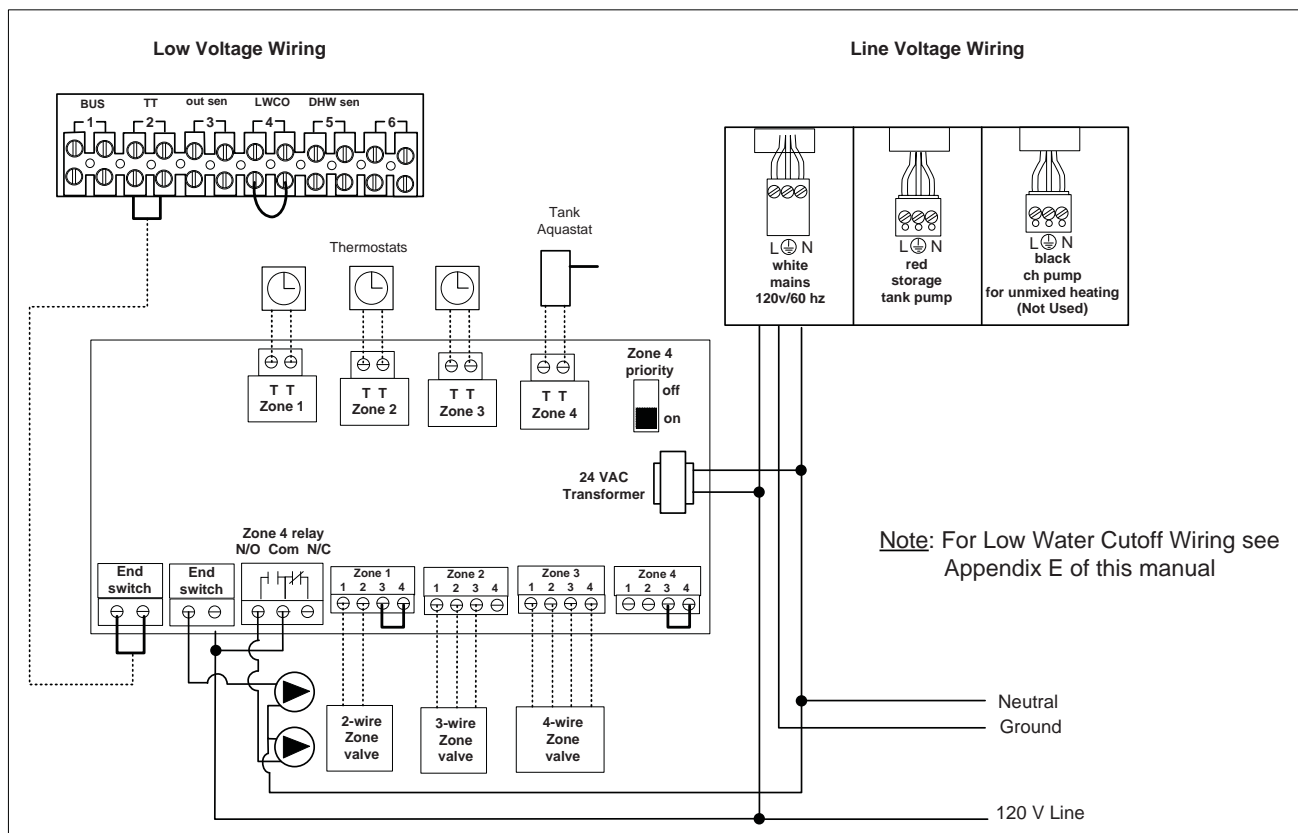 Low Voltage Wiring
Line Voltage Wiring
BUS TT out sen LWCO DHW sen
1 2 3 4 5 6
L N
white
mains
120v/60 hz
L N
red
storage
tank pump
L N
black
ch pump
for unmixed heating
(Not Used)
Thermostats
Tank
Aquastat
T T
Zone 1
T T
Zone 2
T T
Zone 3
T T
Zone 4
Zone 4
priority
off
on
24 VAC
Transformer
Note: For Low Water Cutoff Wiring see
Appendix E of this manual
End
switch
End
switch
Zone 4 relay
N/O Com N/C
Zone 1
1 2 3 4
Zone 2
1 2 3 4
Zone 3
1 2 3 4
Zone 4
1 2 3 4
2-wire
Zone
valve
3-wire
Zone
valve
4-wire
Zone
valve
Neutral
Ground
120 V Line